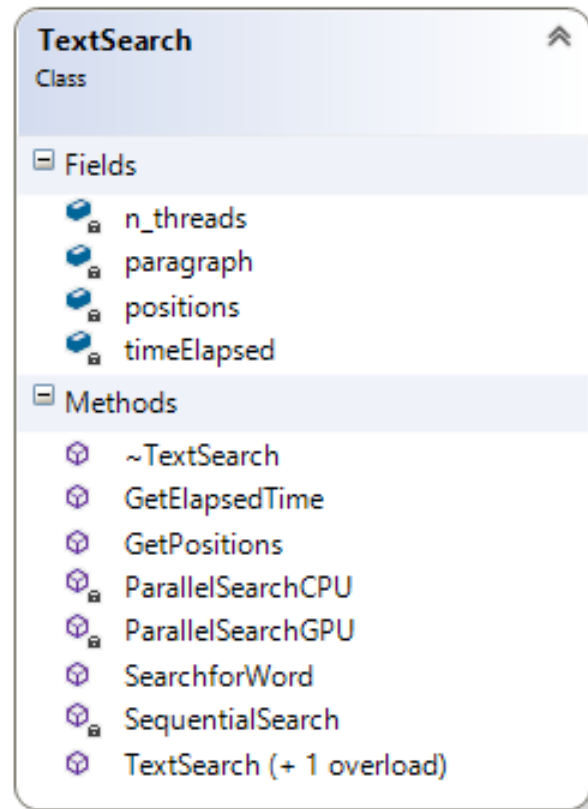 TextSearch
Class
Fields
n_threads
paragraph
positions
timeElapsed
Methods
~TextSearch
GetElapsedTime
GetPositions
ParallelSearchCPU
ParallelSearchGPU
SearchforWord
SequentialSearch
TextSearch (+ 1 overload)